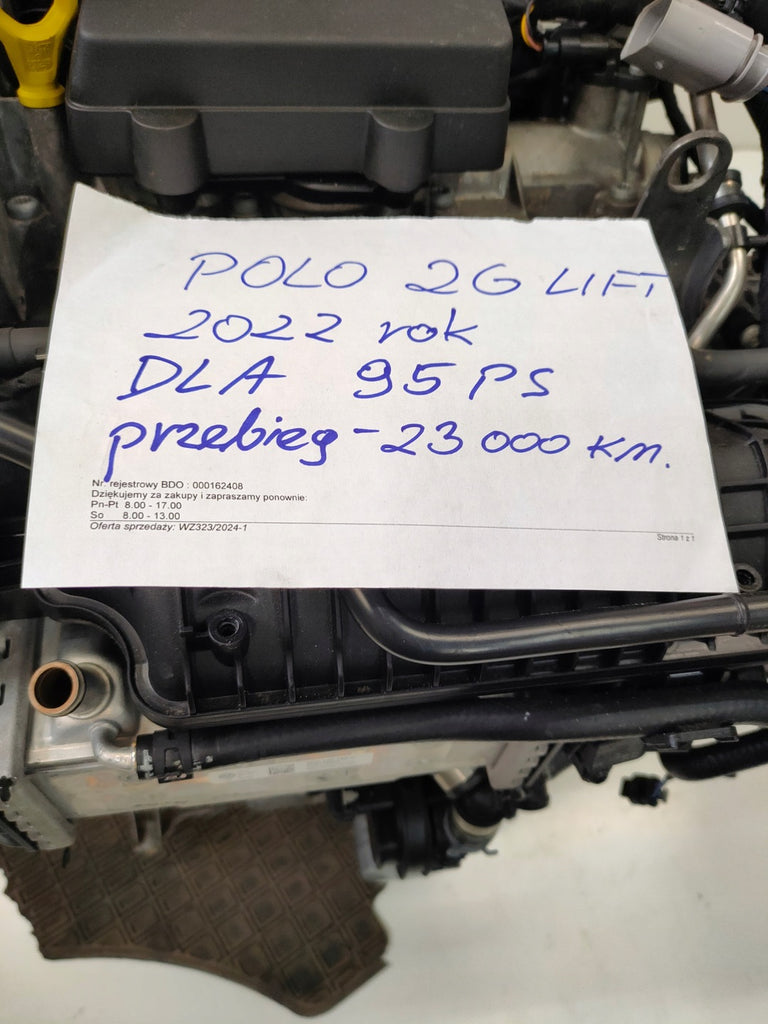 POLO 2G LIFT
2022 rok
DLA 95 PS
przebieg - 23 000 km.
Nr. rejestrowy BDO : 000162408
Dziękujemy za zakupy i zapraszamy ponownie:
Pn-Pt 8.00 - 17.00
So 8.00 - 13.00
Oferta sprzedaży: WZ323/2024-1
Strona 1 z 1